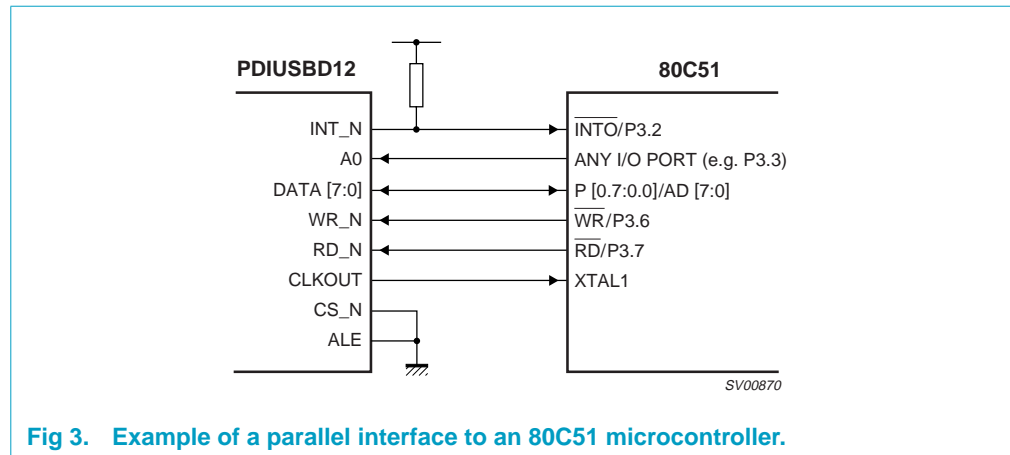 PDIUSBD12
80C51
INT_N
INTO/P3.2
A0
ANY I/O PORT (e.g. P3.3)
DATA [7:0]
P [0.7:0.0]/AD [7:0]
WR_N
WR/P3.6
RD_N
RD/P3.7
CLKOUT
XTAL1
CS_N
ALE
SV00870
Fig 3. Example of a parallel interface to an 80C51 microcontroller.